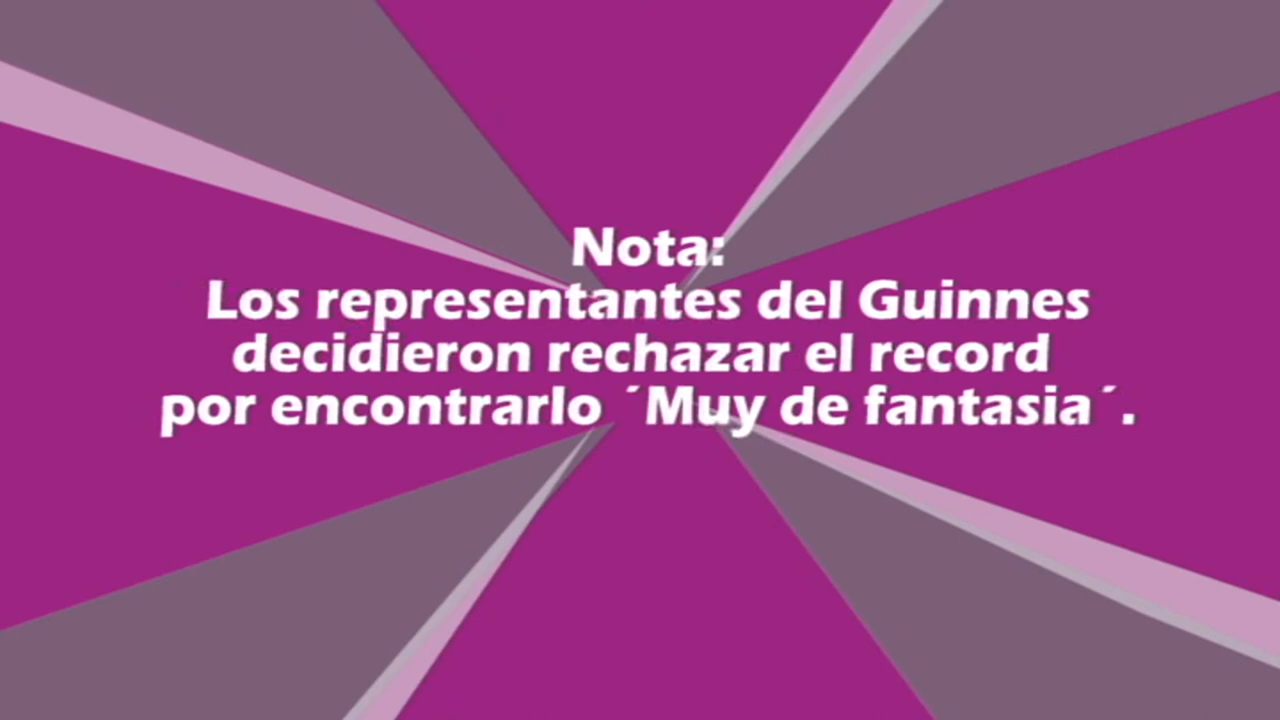 Nota:
Los representantes del Guinnes
decidieron rechazar el record
por encontrarlo ´Muy de fantasia´.